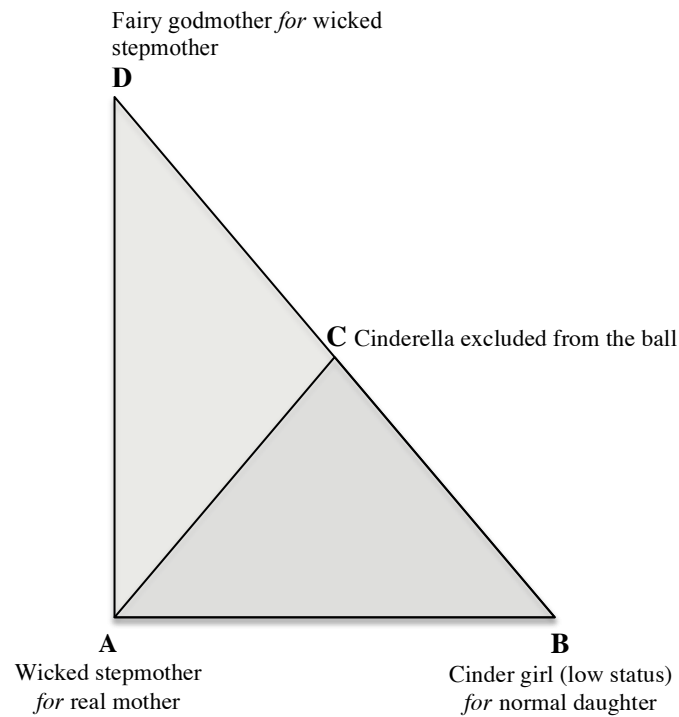 Fairy godmother for wicked
stepmother
D
C Cinderella excluded from the ball
A
Wicked stepmother
for real mother
B
Cinder girl (low status)
for normal daughter